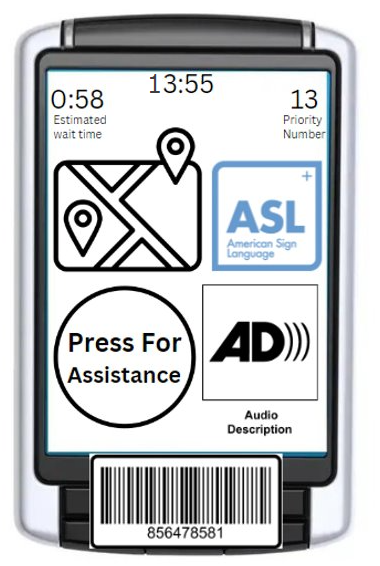 13:55
0:58
Estimated
wait time
13
Priority
Number
ASL
American Sign
Language
Press For
Assistance
AD
Audio
Description
856478581